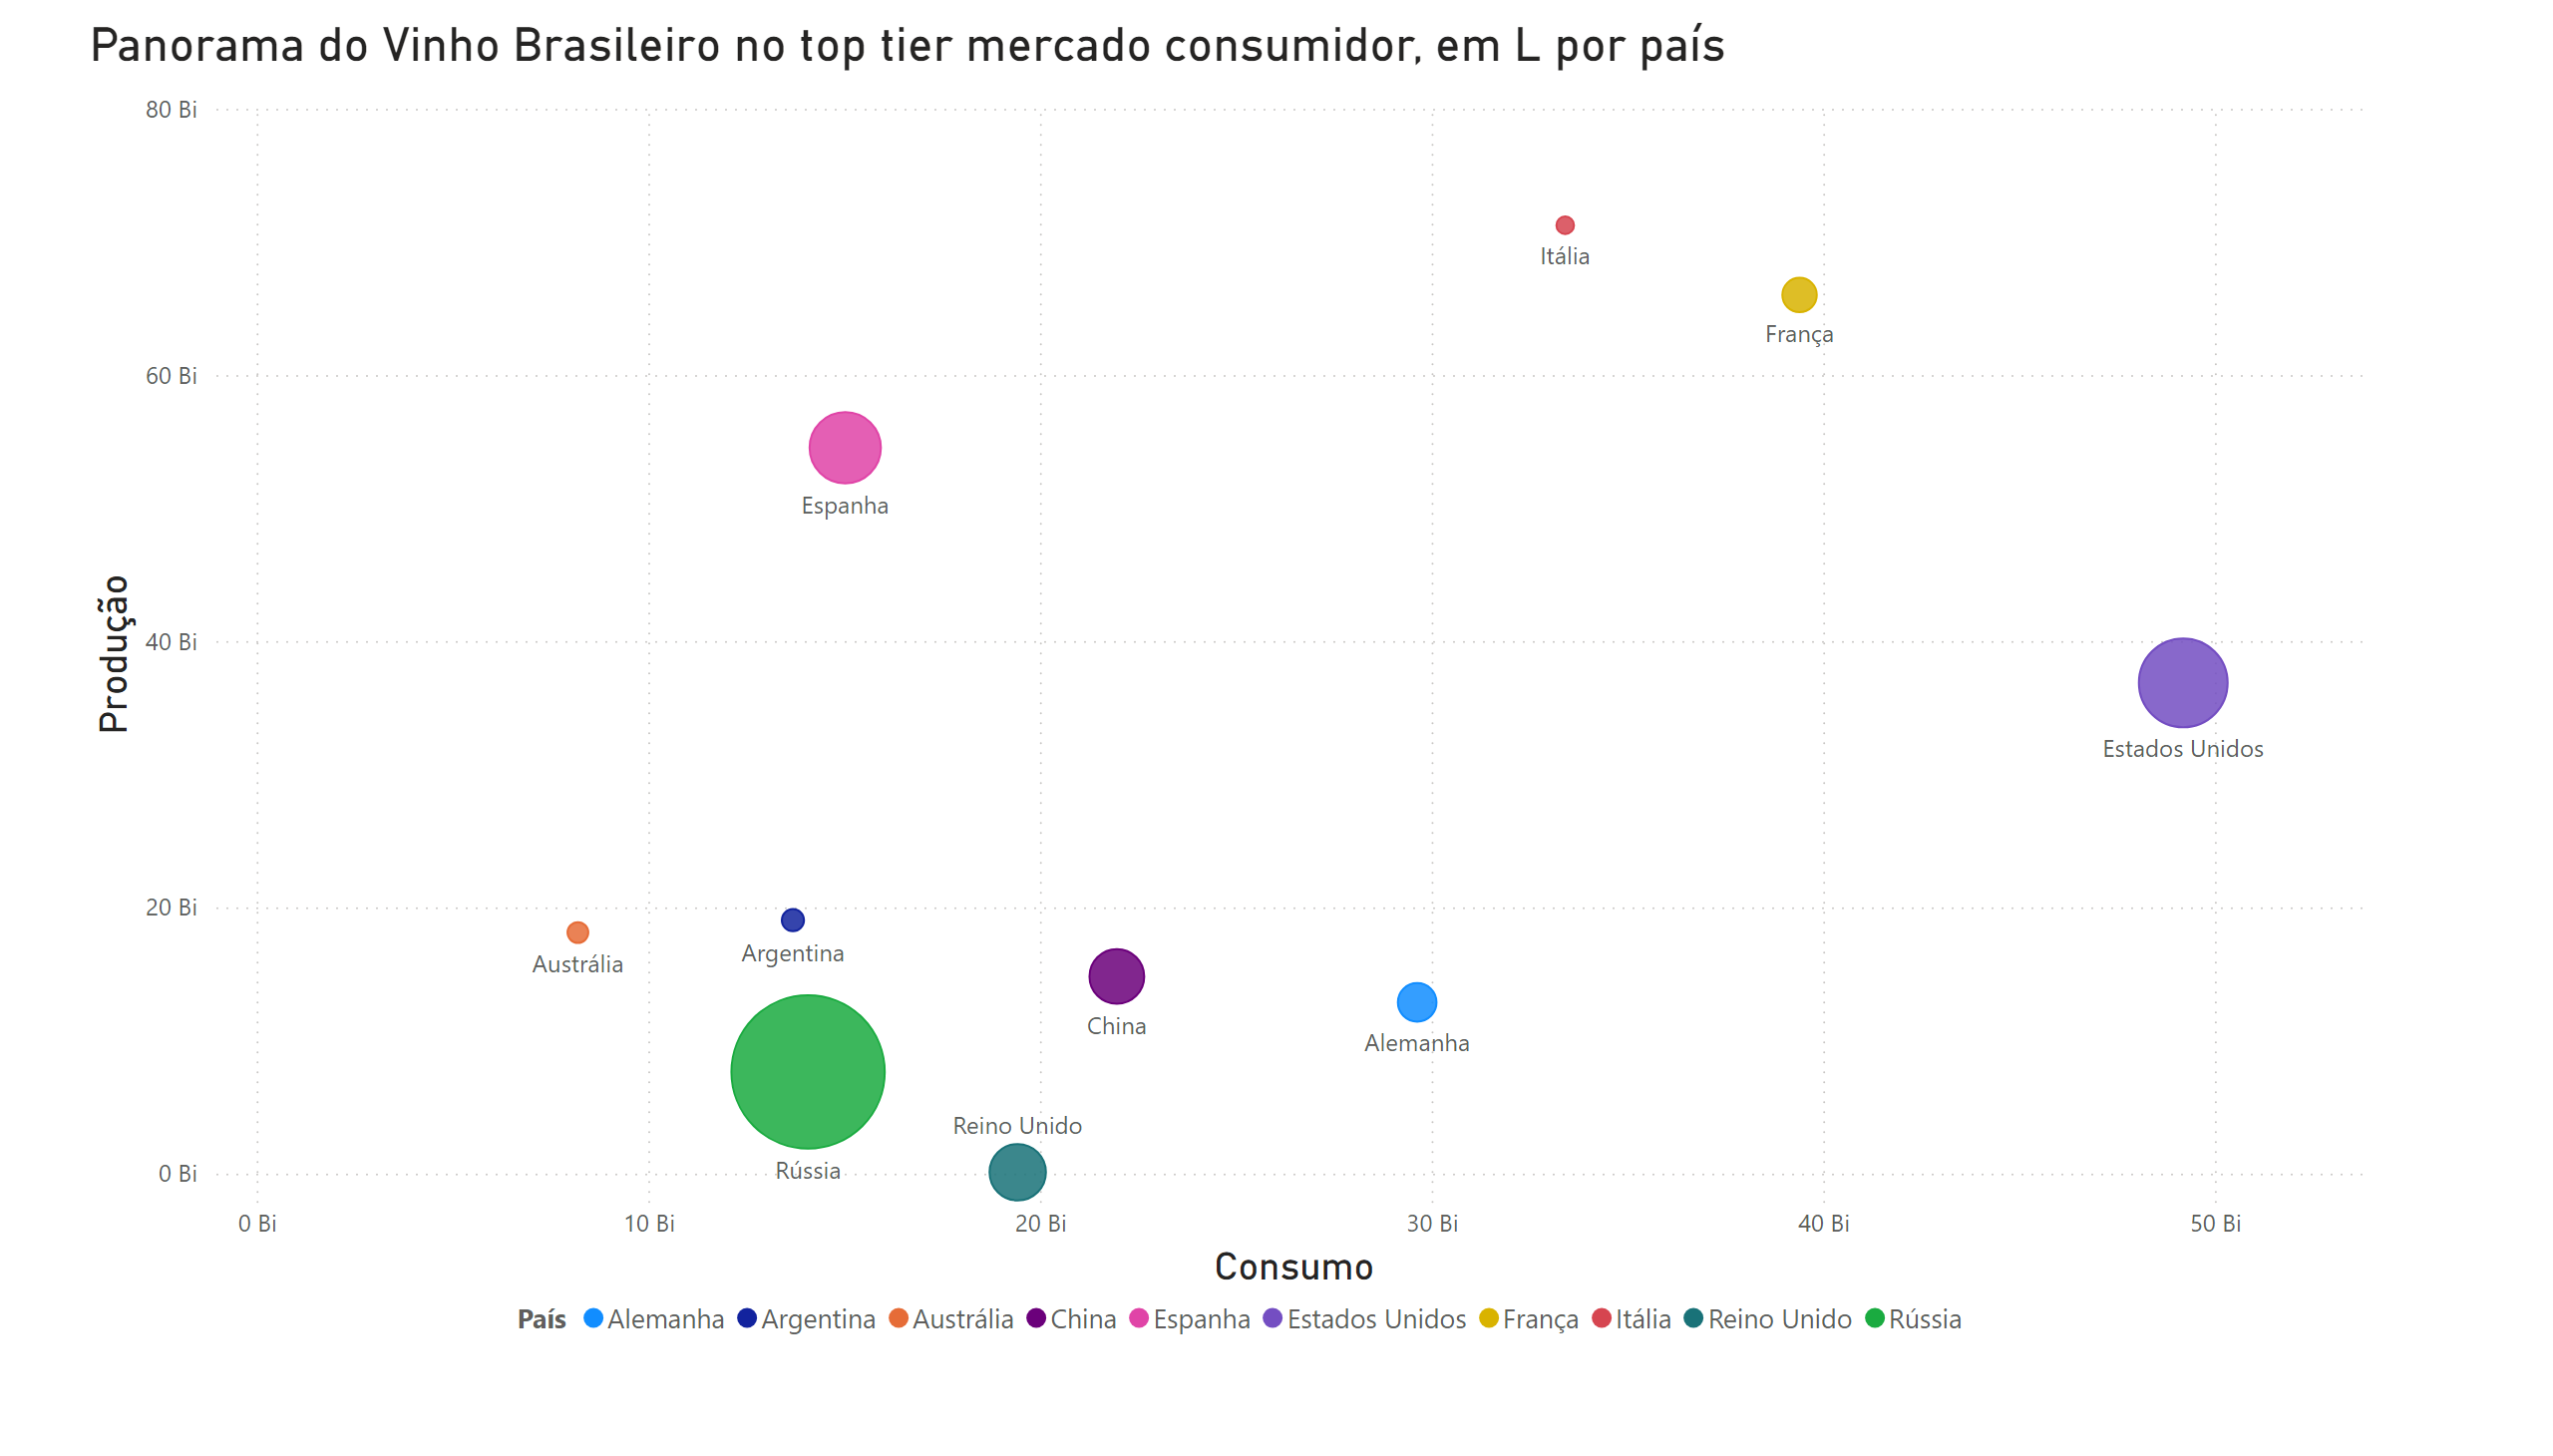 Panorama do Vinho Brasileiro no top tier mercado consumidor, em L por país
80 Bi
Itália
França
60 Bi
Espanha
Produção
40 Bi
Estados Unidos
20 Bi
Argentina
Austrália
China
Alemanha
Reino Unido
Rússia
0 Bi
0 Bi 10 Bi 20 Bi 30 Bi 40 Bi 50 Bi
Consumo
País Alemanha Argentina Austrália China Espanha Estados Unidos França Itália Reino Unido Rússia